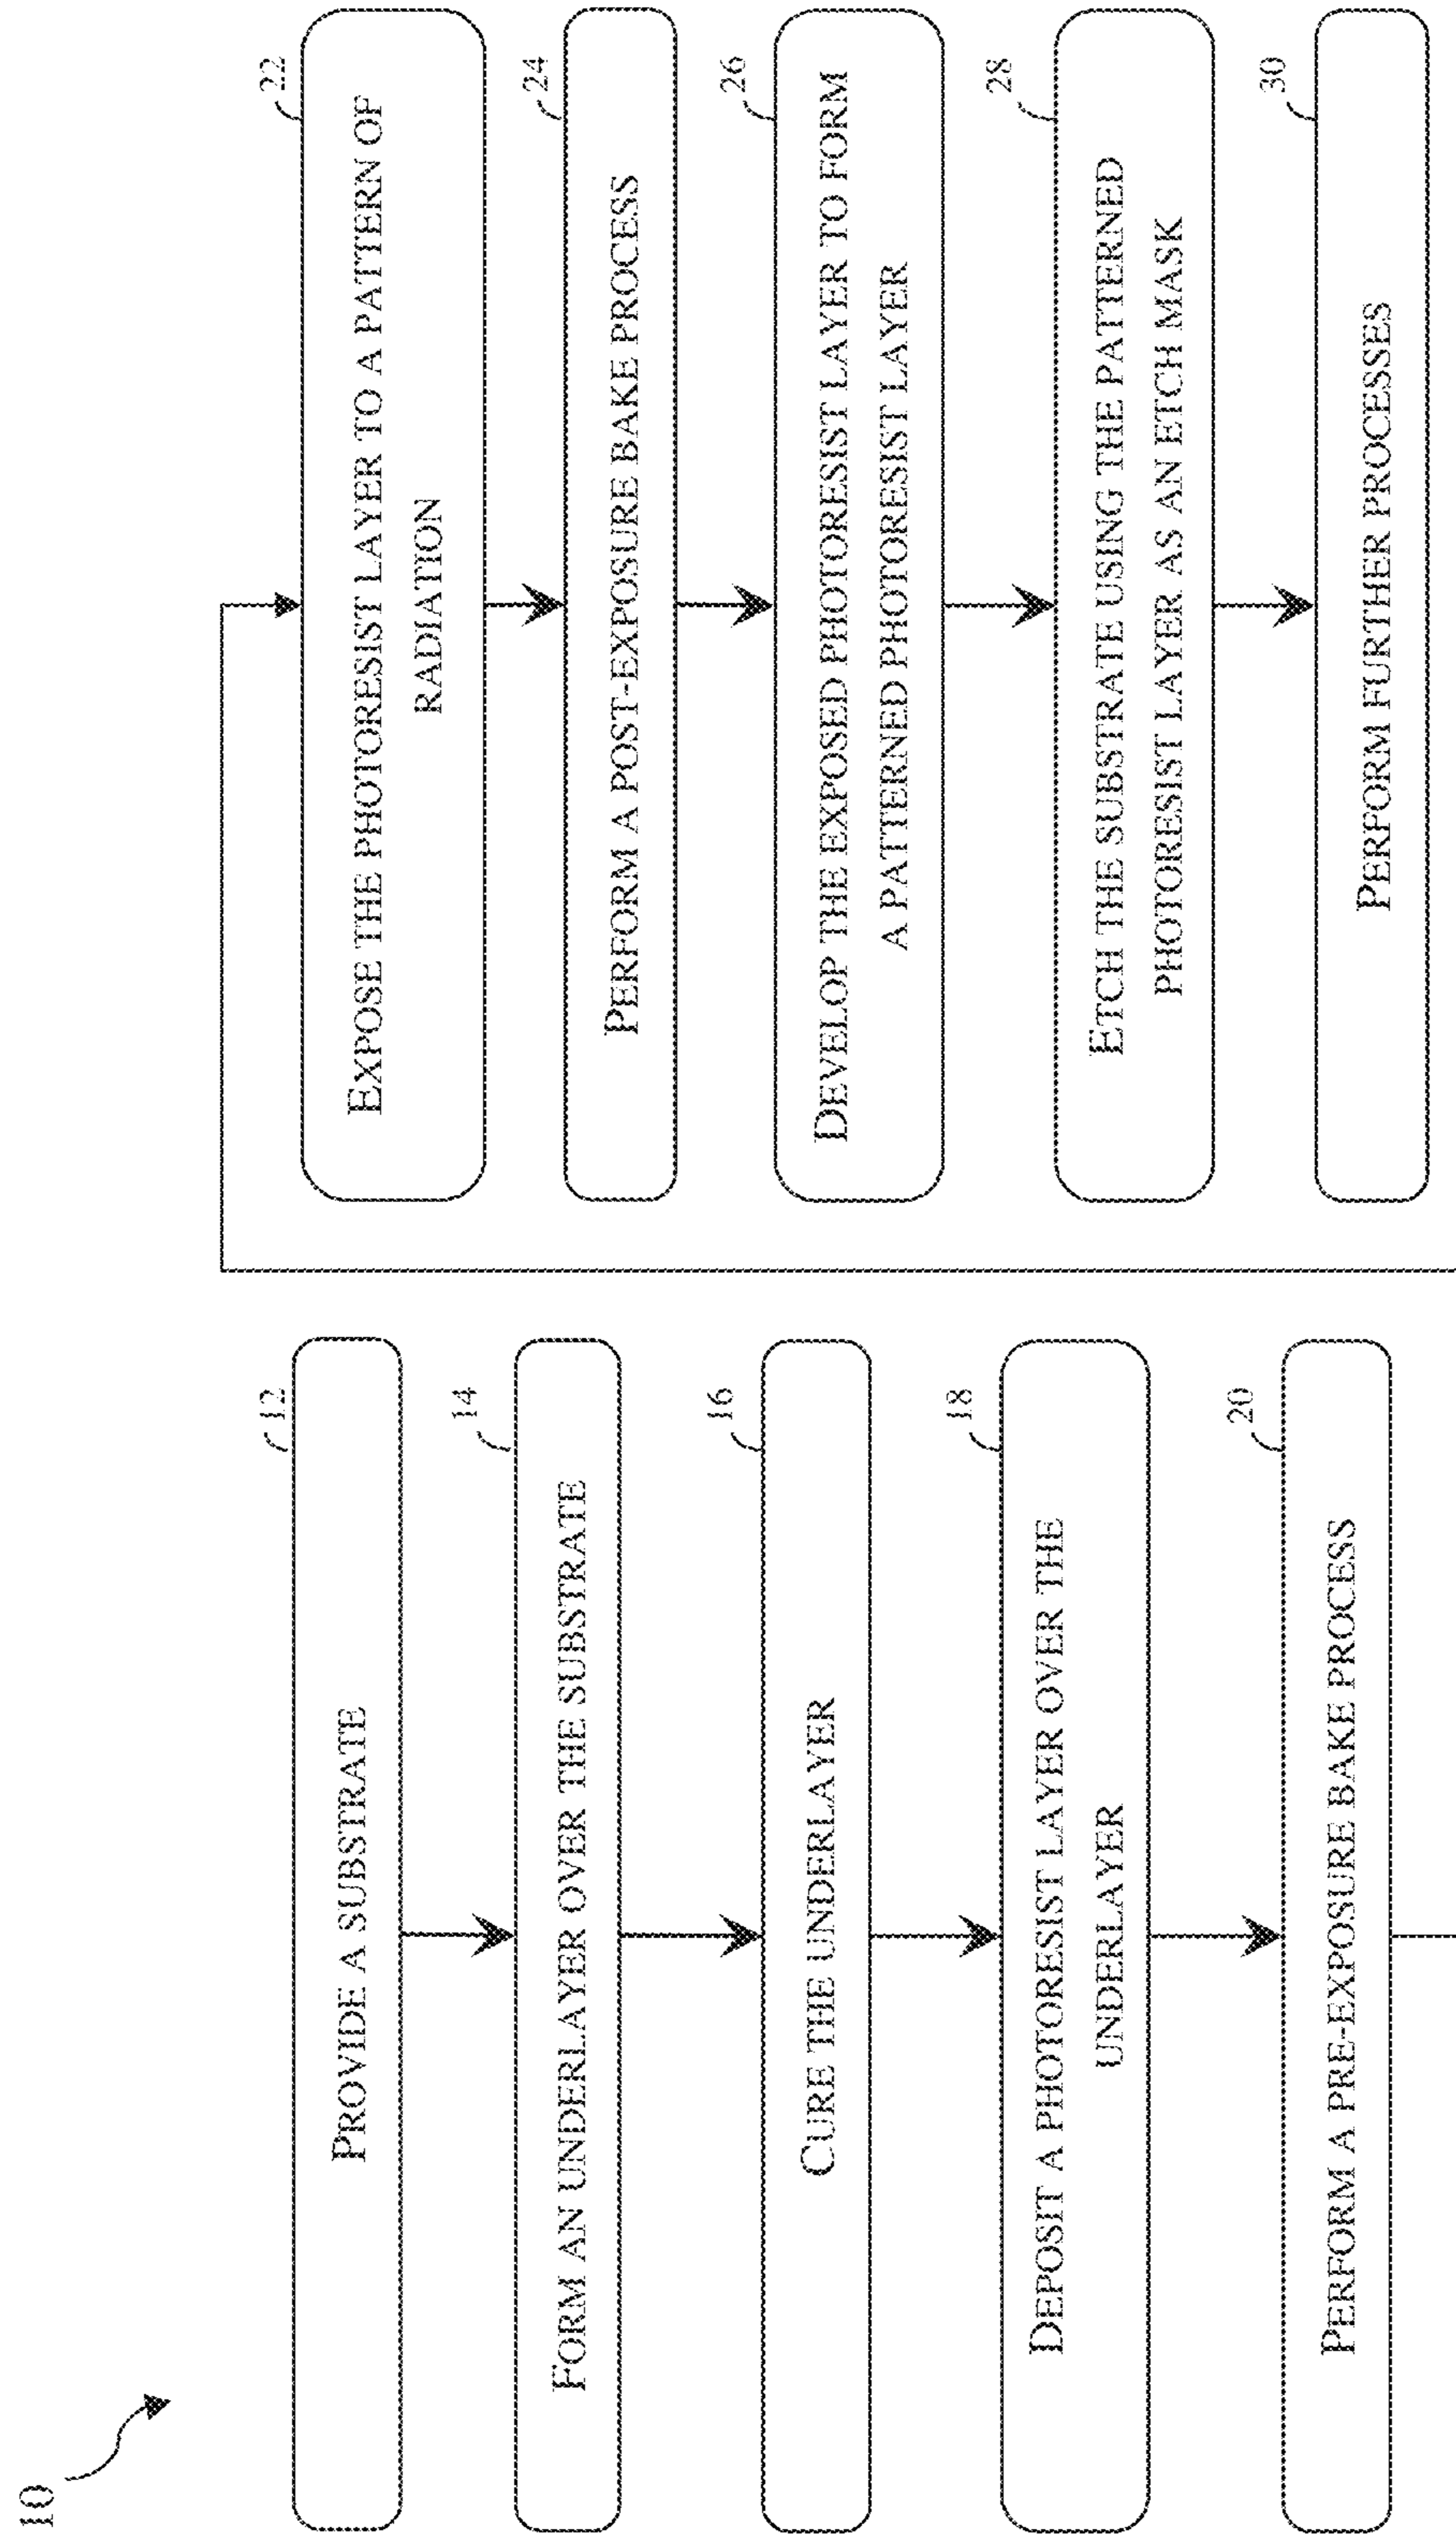 10
12
PROVIDE A SUBSTRATE
14
FORM AN UNDERLAYER OVER THE SUBSTRATE
16
CURE THE UNDERLAYER
18
DEPOSIT A PHOTORESIST LAYER OVER THE
UNDERLAYER
20
PERFORM A PRE-EXPOSURE BAKE PROCESS
22
EXPOSE THE PHOTORESIST LAYER TO A PATTERN OF
RADIATION
24
PERFORM A POST-EXPOSURE BAKE PROCESS
26
DEVELOP THE EXPOSED PHOTORESIST LAYER TO FORM
A PATTERNED PHOTORESIST LAYER
28
ETCH THE SUBSTRATE USING THE PATTERNED
PHOTORESIST LAYER AS AN ETCH MASK
30
PERFORM FURTHER PROCESSES